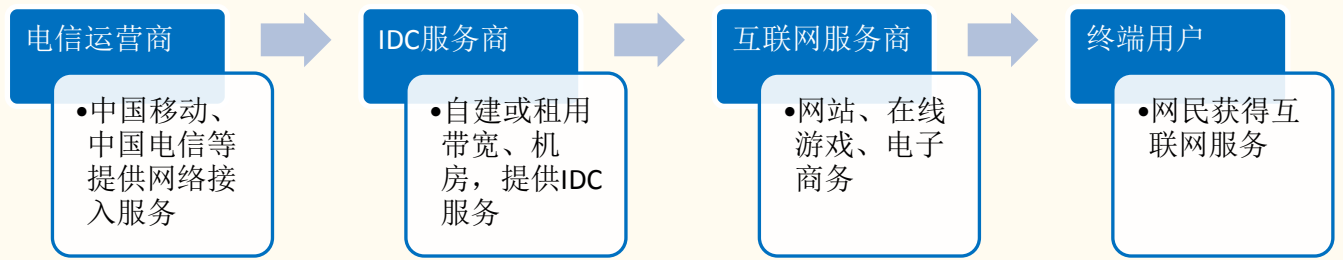 电信运营商
•中国移动、
中国电信等
提供网络接
入服务
IDC服务商
•自建或租用
带宽、机
房，提供IDC
服务
互联网服务商
•网站、在线
游戏、电子
商务
终端用户
•网民获得互
联网服务